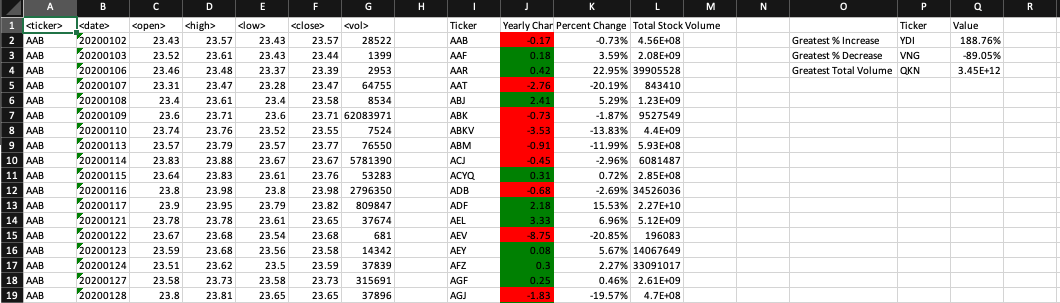 A B C D E F G H I J K L M N O P Q R
1 <ticker> <date> <open> <high> <low> <close> <vol> Ticker Yearly Char Percent Change Total Stock Volume Ticker Value
2 AAB 20200102 23.43 23.57 23.43 23.57 28522 AAB -0.17 -0.73% 4.56E+08 Greatest % Increase YDI 188.76%
3 AAB 20200103 23.52 23.61 23.43 23.44 1399 AAF 0.18 3.59% 2.08E+09 Greatest % Decrease VNG -89.05%
4 AAB 20200106 23.46 23.48 23.37 23.39 2953 AAR 0.42 22.95% 39905528 Greatest Total Volume QKN 3.45E+12
5 AAB 20200107 23.31 23.47 23.28 23.47 64755 AAT -2.76 -20.19% 843410
6 AAB 20200108 23.4 23.61 23.4 23.58 8534 ABJ 2.41 5.29% 1.23E+09
7 AAB 20200109 23.6 23.71 23.6 23.71 62083971 ABK -0.73 -1.87% 9527549
8 AAB 20200110 23.74 23.76 23.52 23.55 7524 ABKV -3.53 -13.83% 4.4E+09
9 AAB 20200113 23.57 23.79 23.57 23.77 76550 ABM -0.91 -11.99% 5.93E+08
10 AAB 20200114 23.83 23.88 23.67 23.67 5781390 ACJ -0.45 -2.96% 6081487
11 AAB 20200115 23.64 23.83 23.61 23.76 53283 ACYQ 0.31 0.72% 2.85E+08
12 AAB 20200116 23.8 23.98 23.8 23.98 2796350 ADB -0.68 -2.69% 34526036
13 AAB 20200117 23.9 23.95 23.79 23.82 809847 ADF 2.18 15.53% 2.27E+10
14 AAB 20200121 23.78 23.78 23.61 23.65 37674 AEL 3.33 6.96% 5.12E+09
15 AAB 20200122 23.67 23.68 23.54 23.68 681 AEV -8.75 -20.85% 196083
16 AAB 20200123 23.59 23.68 23.56 23.58 14342 AEY 0.08 5.67% 14067649
17 AAB 20200124 23.51 23.62 23.5 23.59 37839 AFZ 0.3 2.27% 33091017
18 AAB 20200127 23.58 23.73 23.58 23.73 315691 AGF 0.25 0.46% 2.61E+09
19 AAB 20200128 23.8 23.81 23.65 23.65 37896 AGJ -1.83 -19.57% 4.7E+08